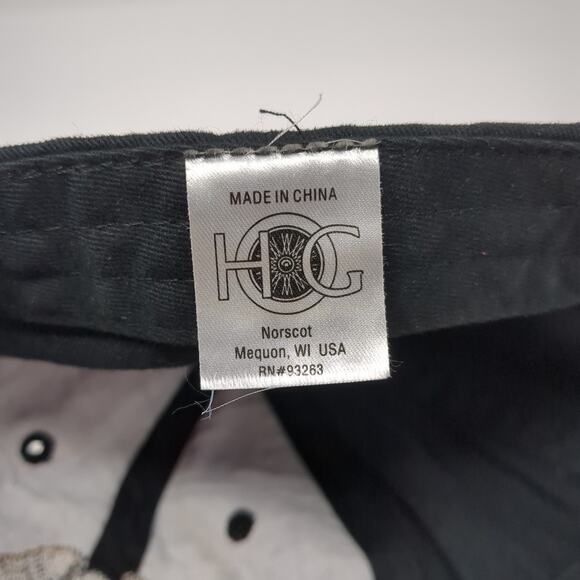 MADE IN CHINA
HOG
Norscot
Mequon, WI USA
RN#93263